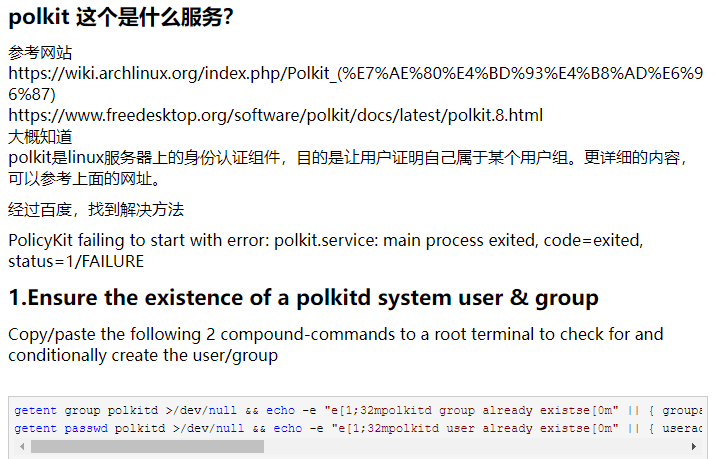 polkit 这个是什么服务？
参考网站
https://wiki.archlinux.org/index.php/Polkit_(%E7%AE%80%E4%BD%93%E4%B8%AD%E6%9
6%87)
https://www.freedesktop.org/software/polkit/docs/latest/polkit.8.html
大概知道
polkit是linux服务器上的身份认证组件，目的是让用户证明自己属于某个用户组。更详细的内容，
可以参考上面的网址。
经过百度，找到解决方法
PolicyKit failing to start with error: polkit.service: main process exited, code=exited,
status=1/FAILURE
1.Ensure the existence of a polkitd system user & group
Copy/paste the following 2 compound-commands to a root terminal to check for and
conditionally create the user/group
getent group polkitd >/dev/null && echo -e "e[1;32mpolkitd group already existse[0m" || { groupa
getent passwd polkitd >/dev/null && echo -e "e[1;32mpolkitd user already existse[0m" || { userac